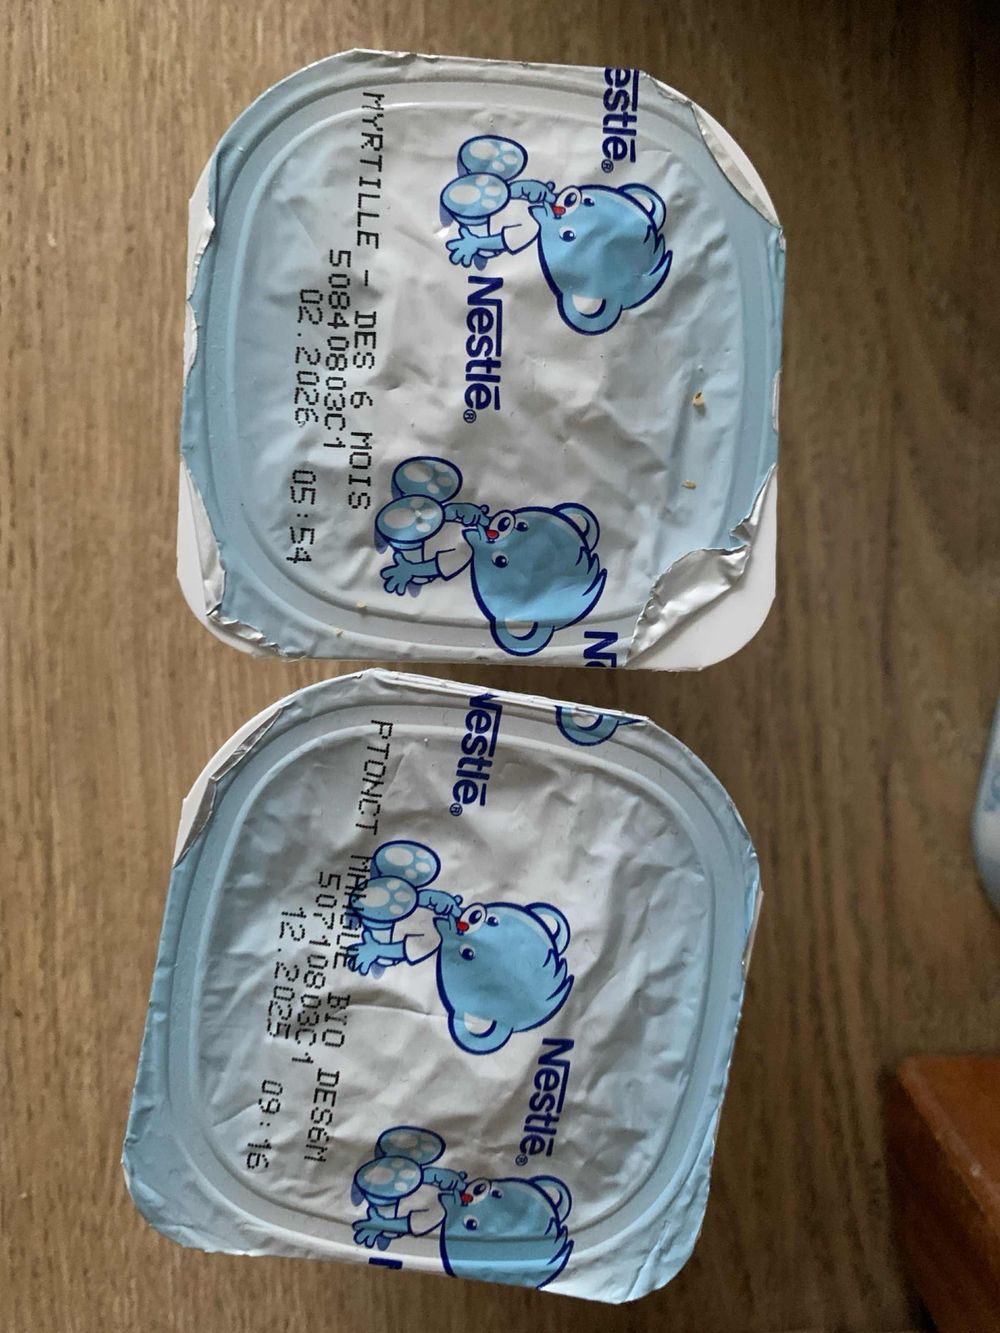 Nestlé®
Nestlé®
N
MYRTILLE - DES 6 MOIS
50840803C1
02.2026 05:54
Nestlé®
Nestlé®
N
PTONCT MANGUE BIO DES6M
50710803C1
12.2025 09:16